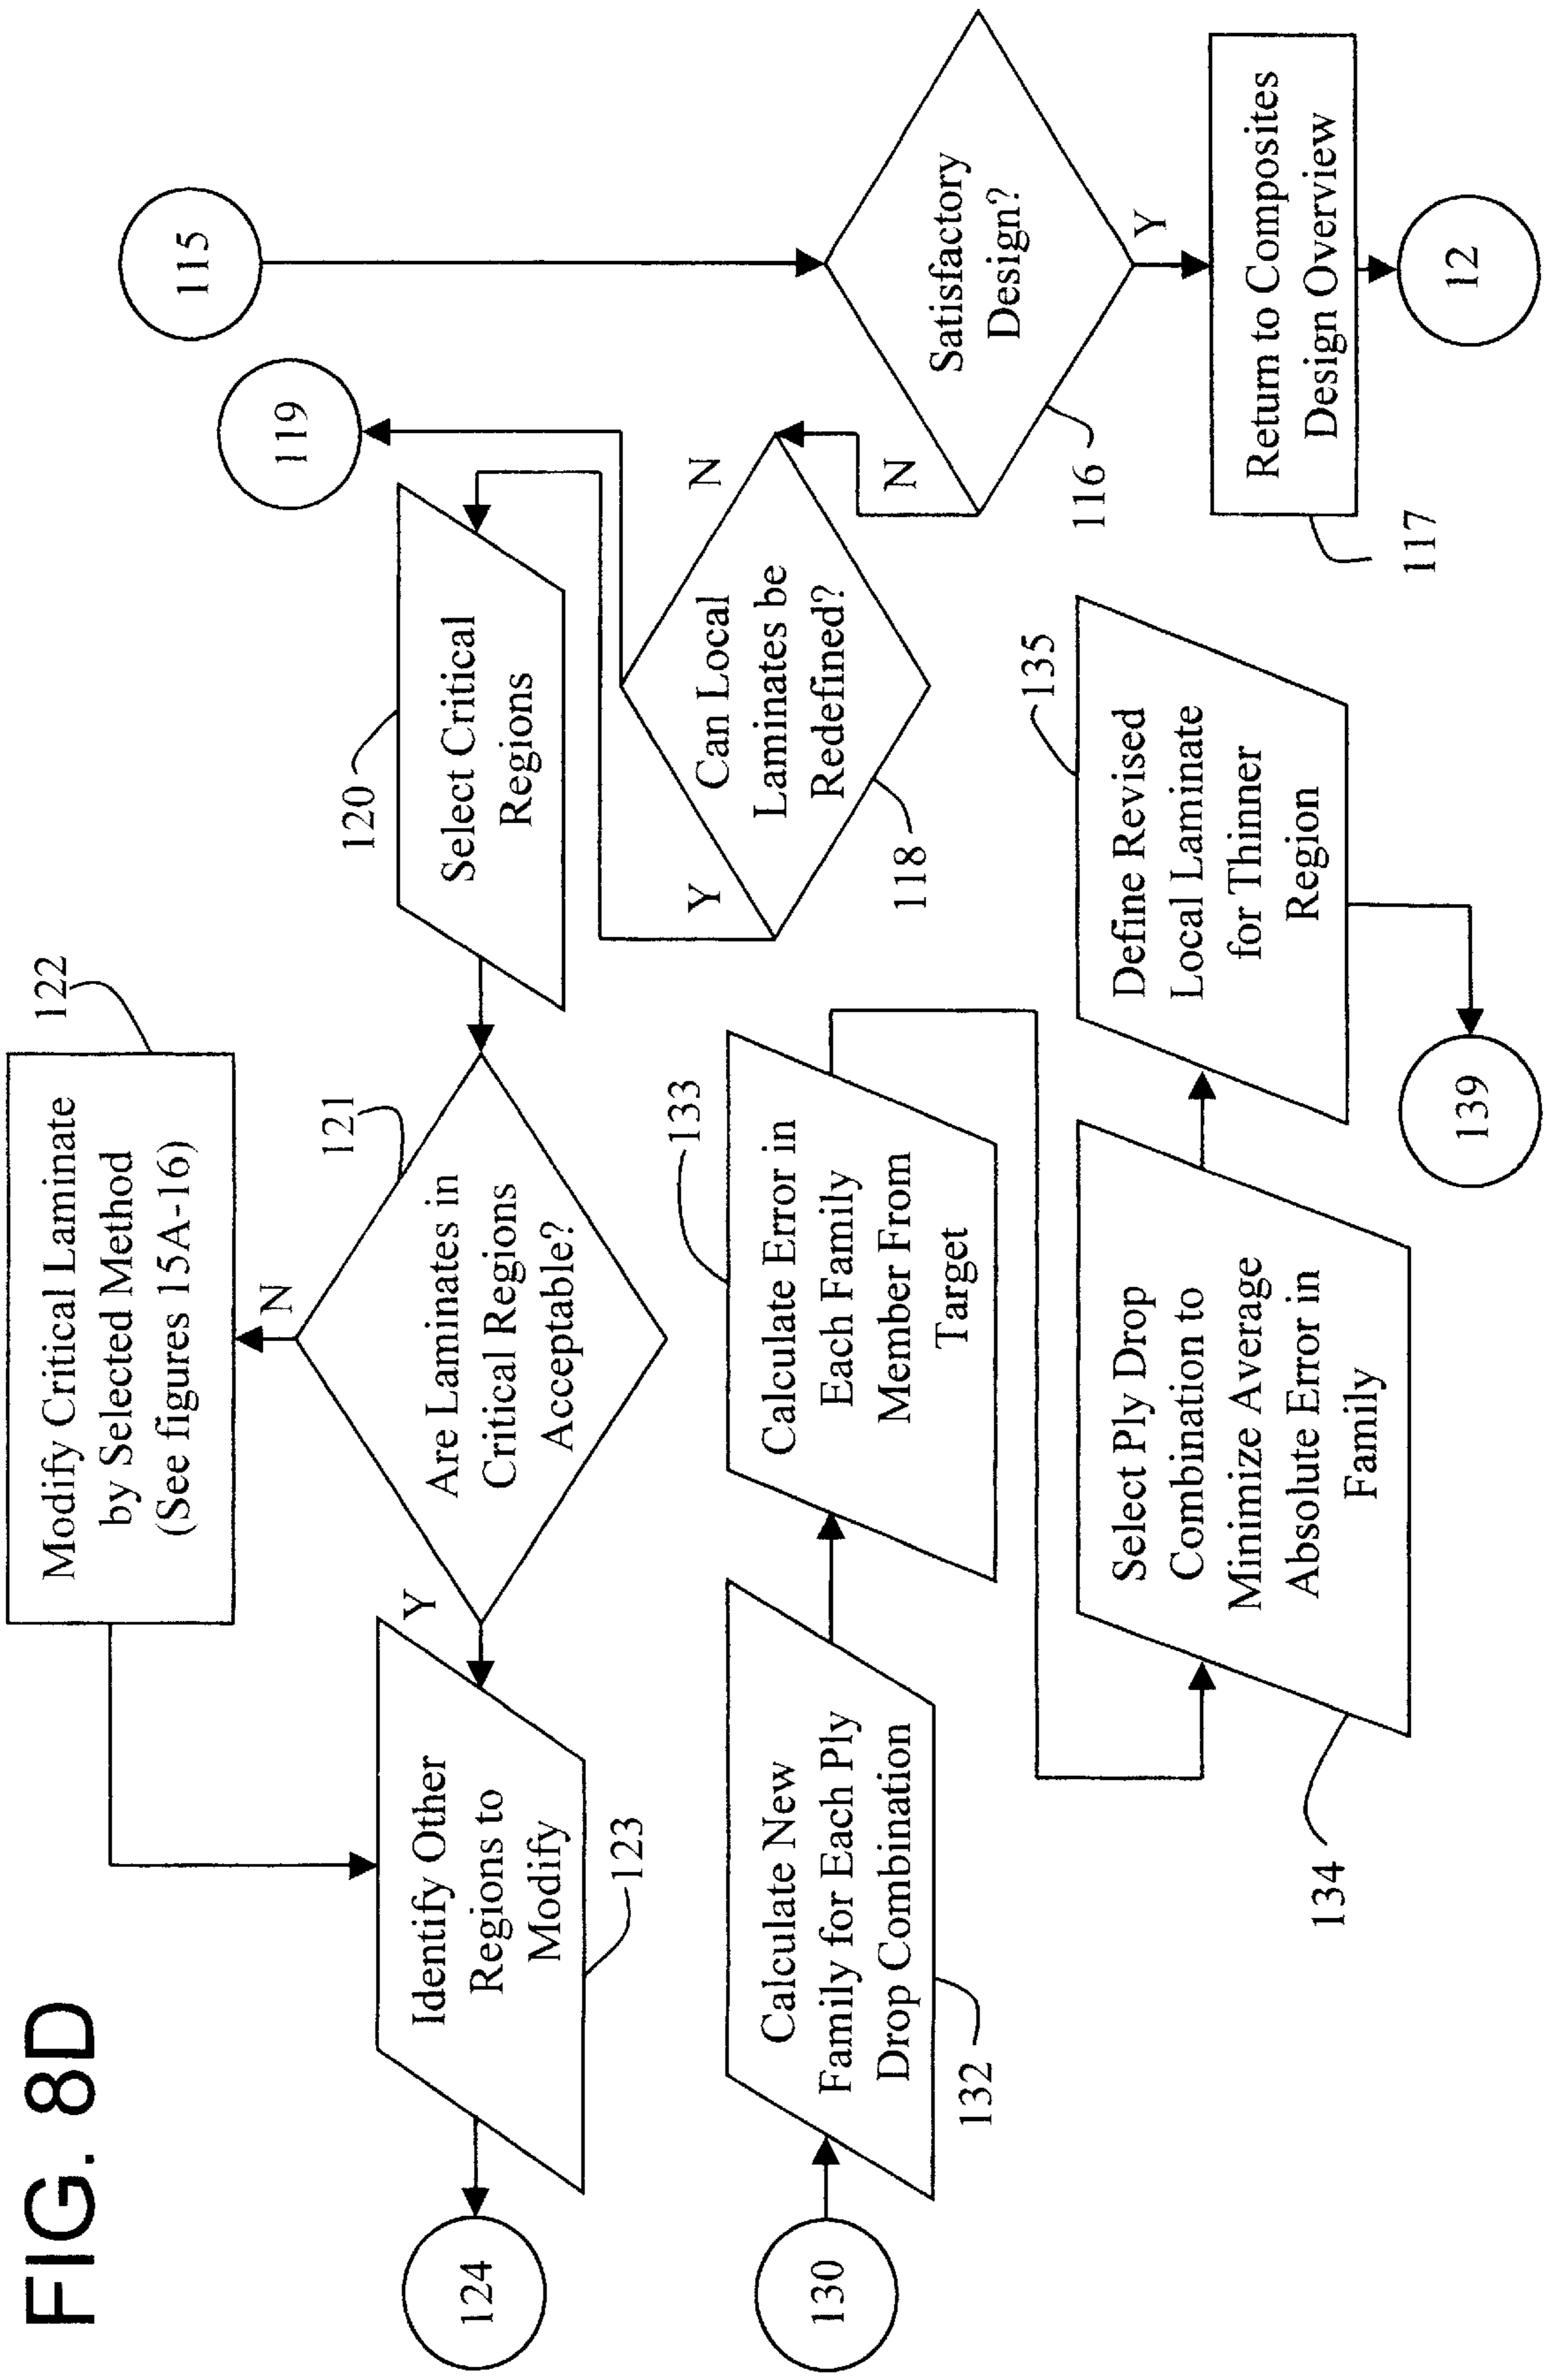 FIG. 8D
122
Modify Critical Laminate
by Selected Method
(See figures 15A-16)
N
115
119
121
Are Laminates in
Critical Regions
Acceptable?
Y
120
Select Critical
Regions
124
Identify Other
Regions to
Modify
123
N
Can Local
Laminates be
Redefined?
Y
118
N
Satisfactory
Design?
116
Y
Return to Composites
Design Overview
117
12
130
Calculate New
Family for Each Ply
Drop Combination
132
133
Calculate Error in
Each Family
Member From
Target
Select Ply Drop
Combination to
Minimize Average
Absolute Error in
Family
134
135
Define Revised
Local Laminate
for Thinner
Region
139